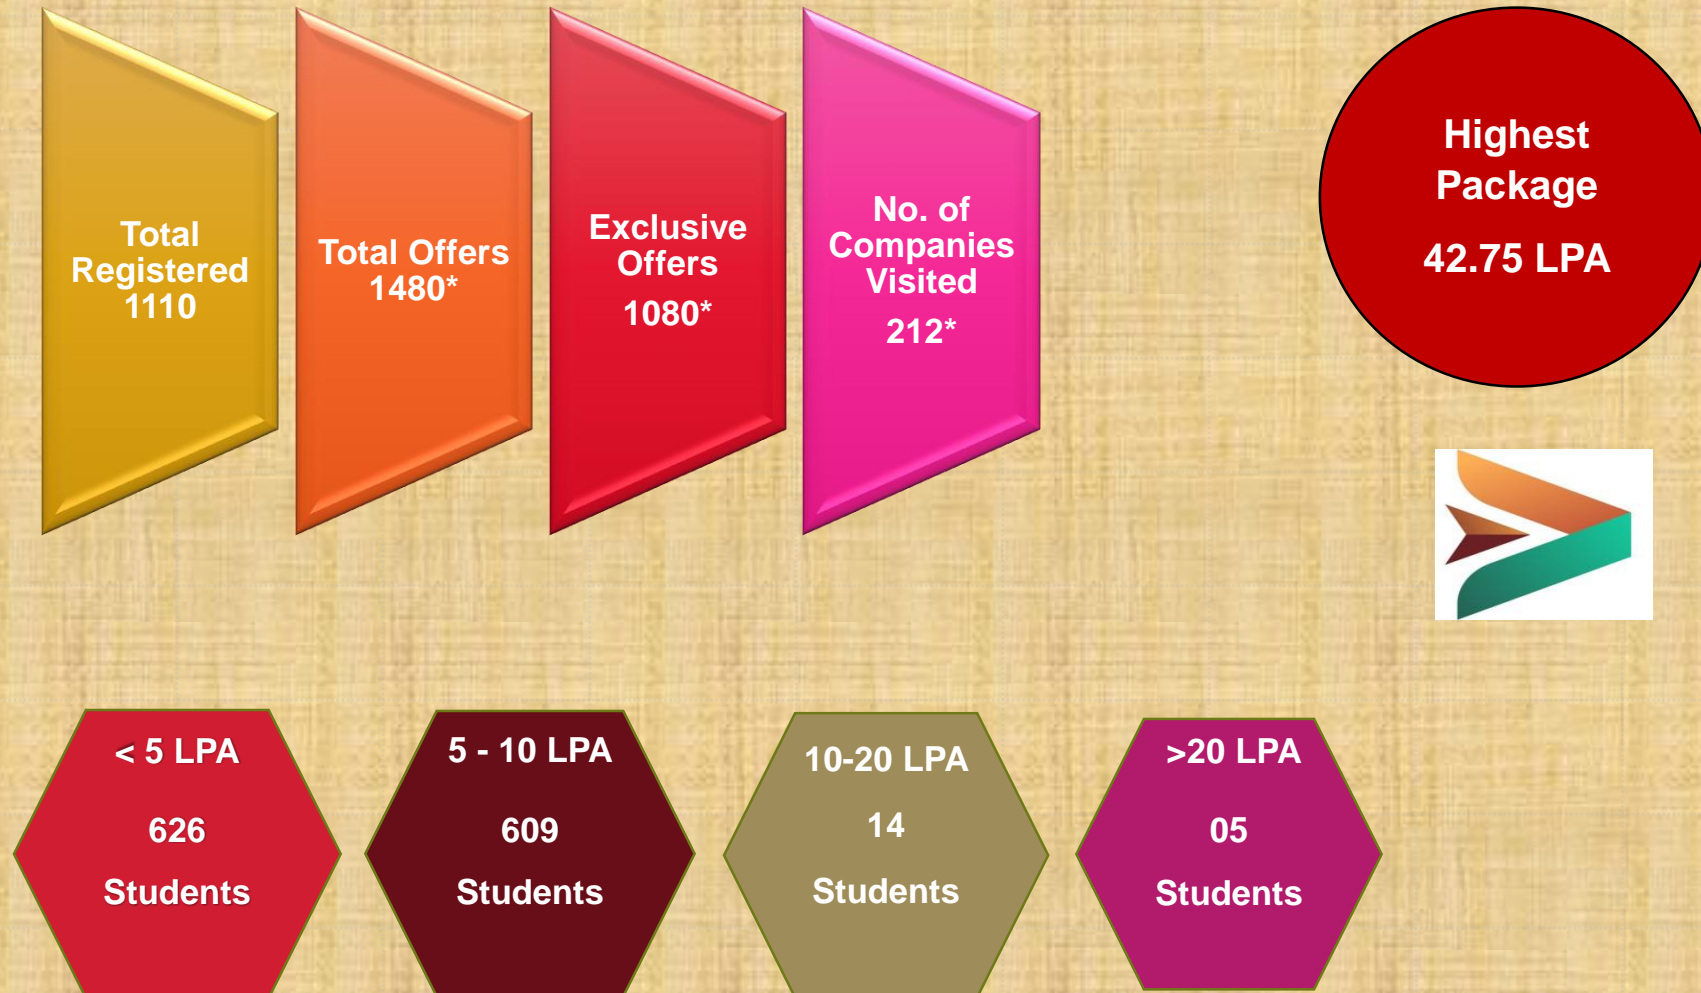 Total
Registered
1110
Total Offers
1480*
Exclusive
Offers
1080*
No. of
Companies
Visited
212*
Highest
Package
42.75 LPA
< 5 LPA
626
Students
5 - 10 LPA
609
Students
10-20 LPA
14
Students
>20 LPA
05
Students